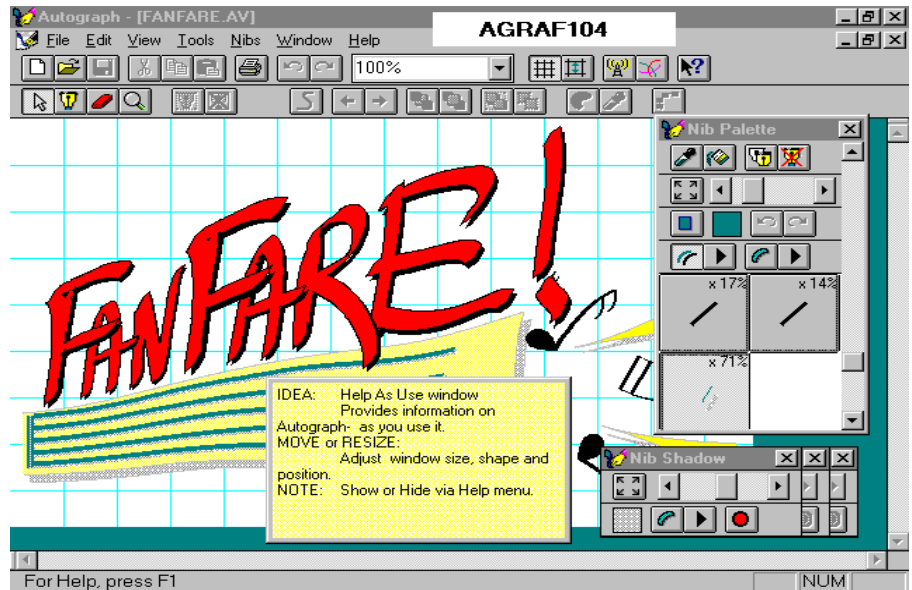 Autograph - [FANFARE.AV]
AGRAF104
File Edit View Tools Nibs Window Help
100%
Nib Palette
x 17% x 14%
x 71%
FANFARE!
IDEA: Help As Use window
Provides information on
Autograph- as you use it.
MOVE or RESIZE:
Adjust window size, shape and
position.
NOTE: Show or Hide via Help menu.
Nib Shadow
For Help, press F1 NUM